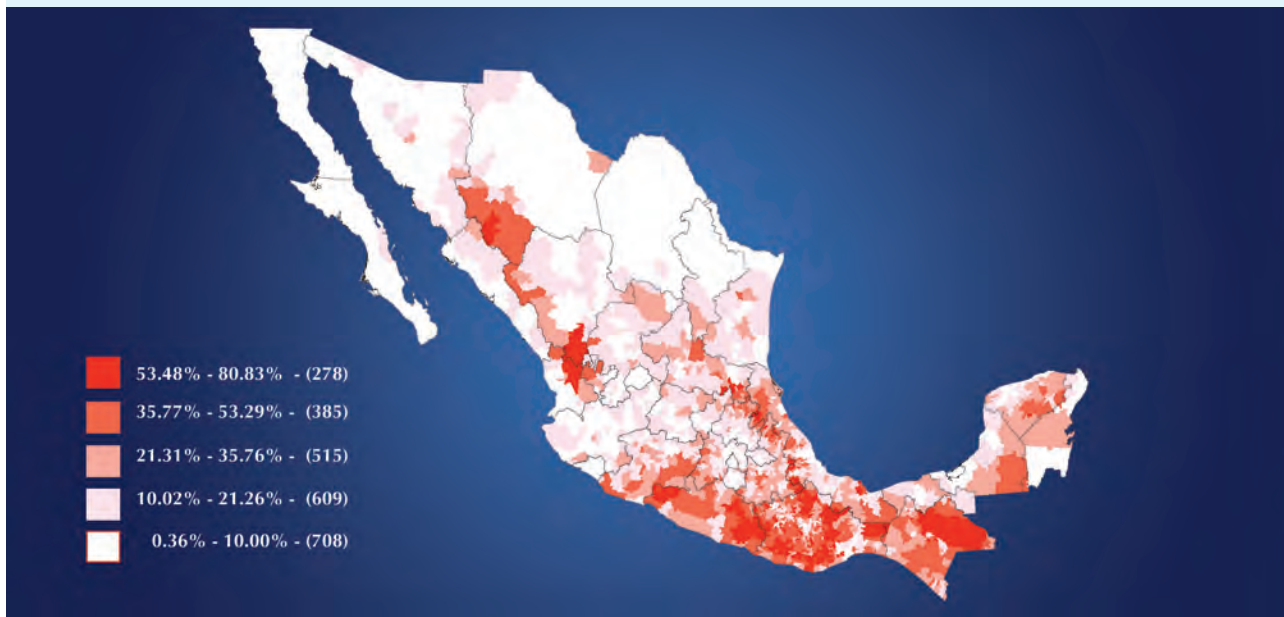 53.48% - 80.83% - (278)
35.77% - 53.29% - (385)
21.31% - 35.76% - (515)
10.02% - 21.26% - (609)
0.36% - 10.00% - (708)